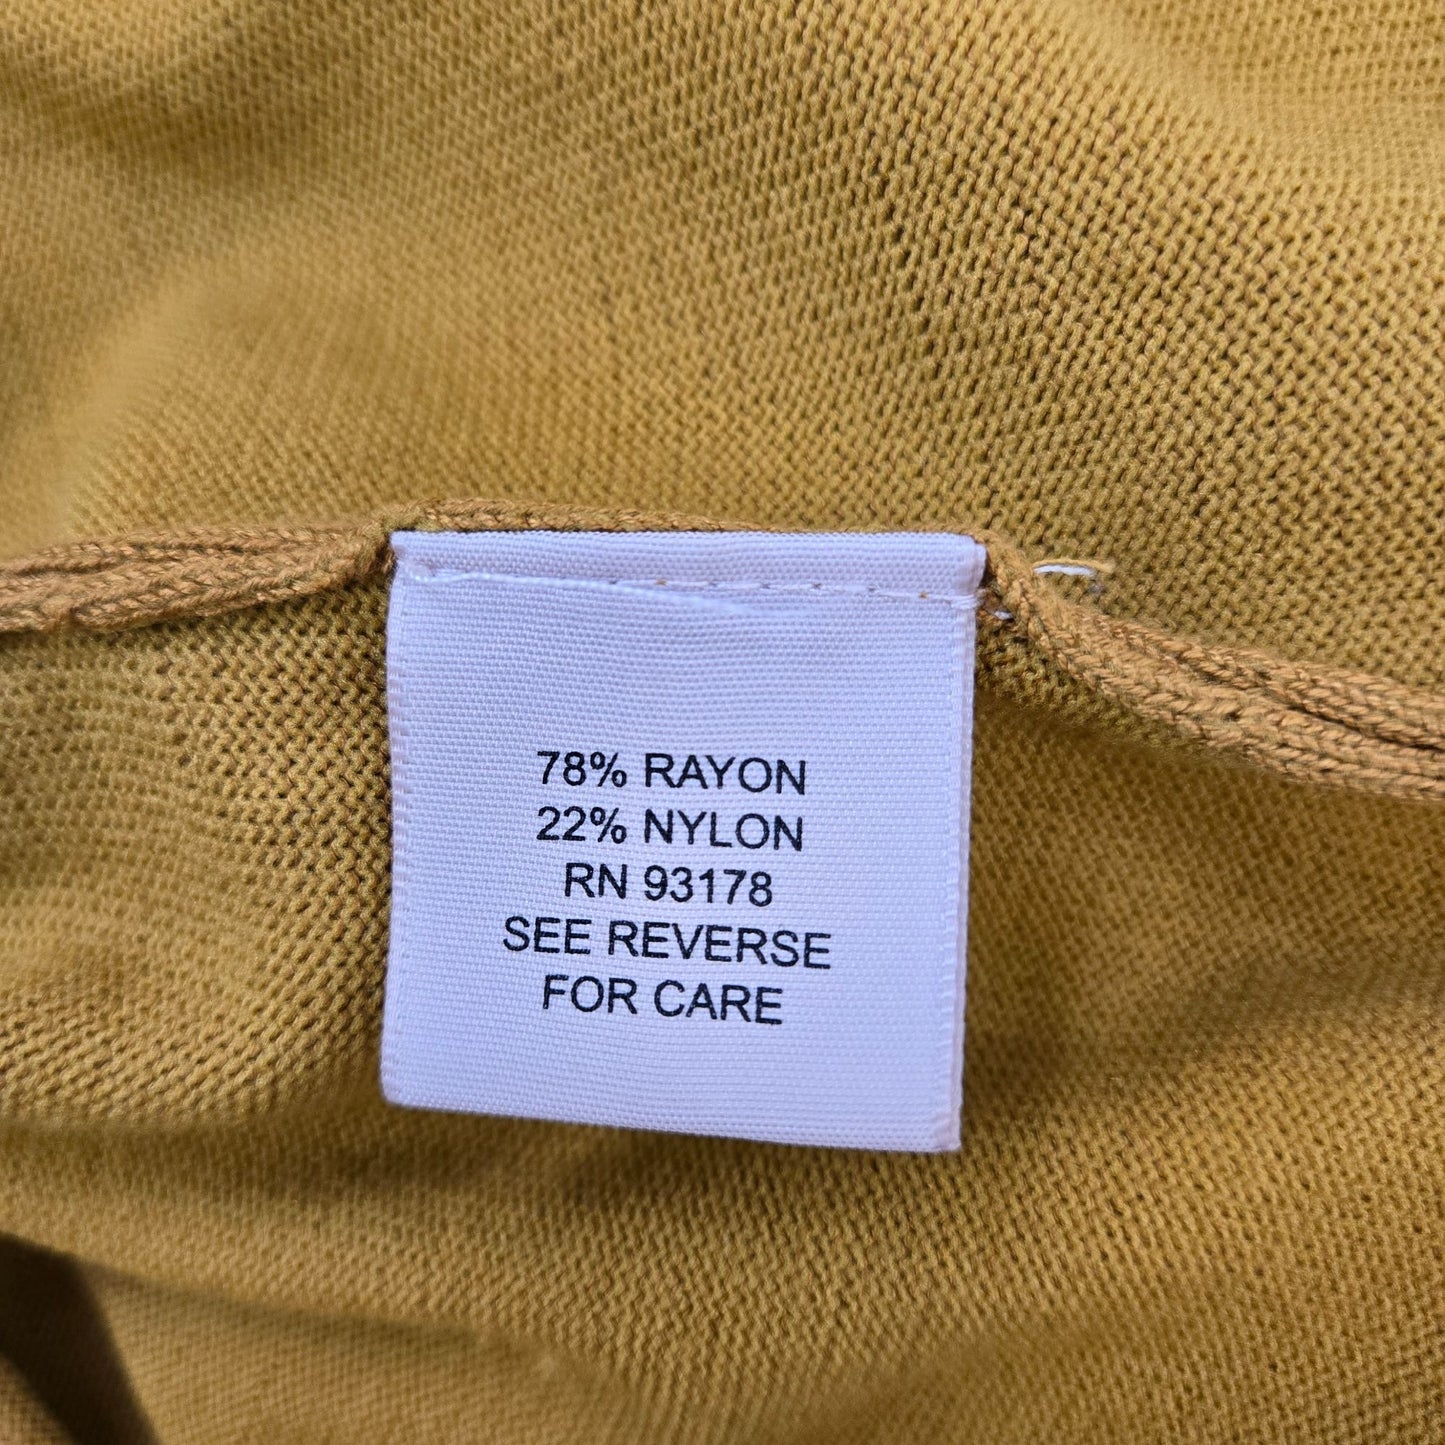 78% RAYON
22% NYLON
RN 93178
SEE REVERSE
FOR CARE